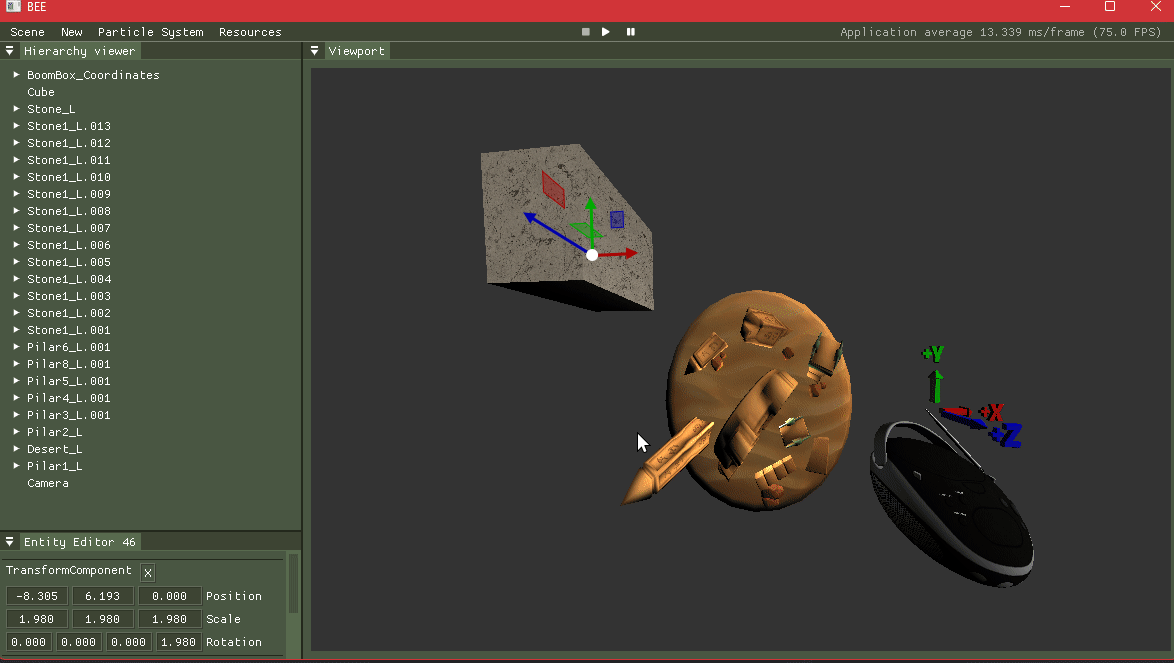 BEE
Scene New Particle System Resources Application average 13.339 ms/frame (75.0 FPS)
Hierarchy viewer
Viewport
BoomBox_Coordinates
Cube
Stone_L
Stone1_L.013
Stone1_L.012
Stone1_L.011
Stone1_L.010
Stone1_L.009
Stone1_L.008
Stone1_L.007
Stone1_L.006
Stone1_L.005
Stone1_L.004
Stone1_L.003
Stone1_L.002
Stone1_L.001
Pilar6_L.001
Pilar8_L.001
Pilar5_L.001
Pilar4_L.001
Pilar3_L.001
Pilar2_L
Desert_L
Pilar1_L
Camera
+Y
+X
+Z
Entity Editor 46
TransformComponent X
-8.305 6.193 0.000 Position
1.980 1.980 1.980 Scale
0.000 0.000 0.000 1.980 Rotation